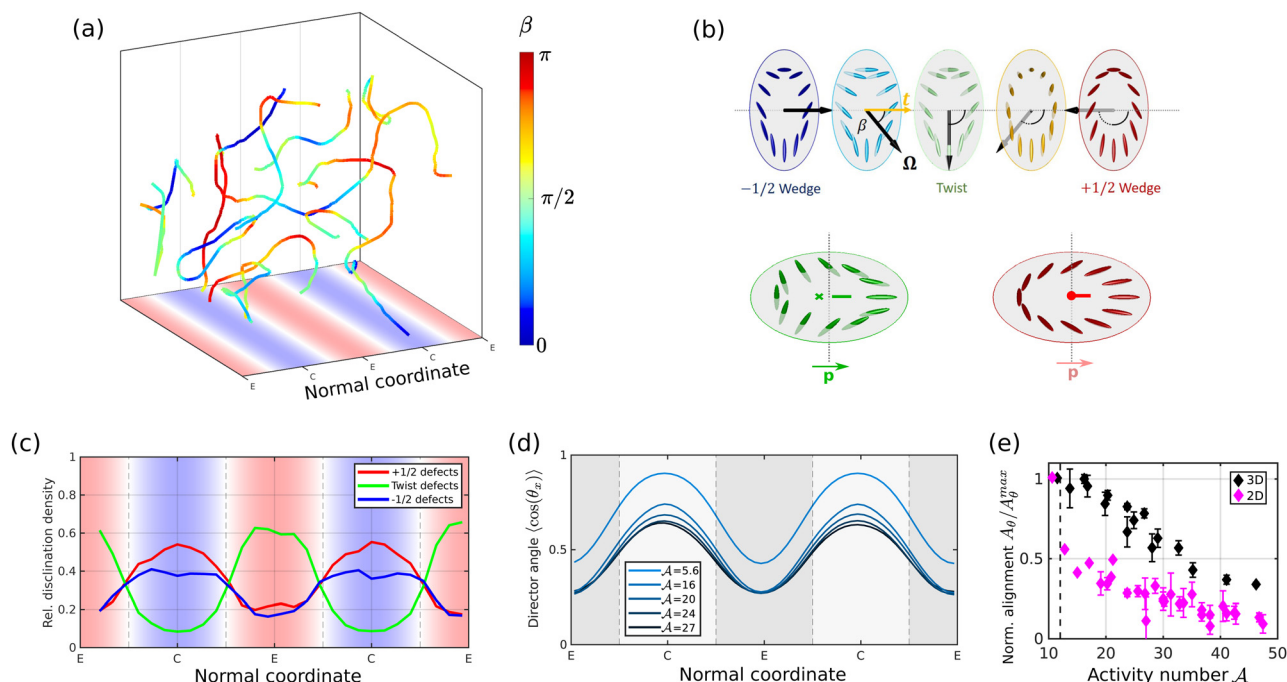 (a)
β
π
π/2
0
E
C
E
C
E
Normal coordinate
(b)
t
β
Ω
−1/2 Wedge
Twist
+1/2 Wedge
p
p
(c)
Rel. disclination density
1
0.8
0.6
0.4
0.2
0
+1/2 defects
Twist defects
-1/2 defects
E
C
E
C
E
Normal coordinate
(d)
Director angle ⟨cos(θx)⟩
1
0.5
0
𝒜=5.6
𝒜=16
𝒜=20
𝒜=24
𝒜=27
E
C
E
C
E
Normal coordinate
(e)
Norm. alignment Aθ/Aθmax
1
0.5
0
3D
2D
10
20
30
40
50
Activity number 𝒜